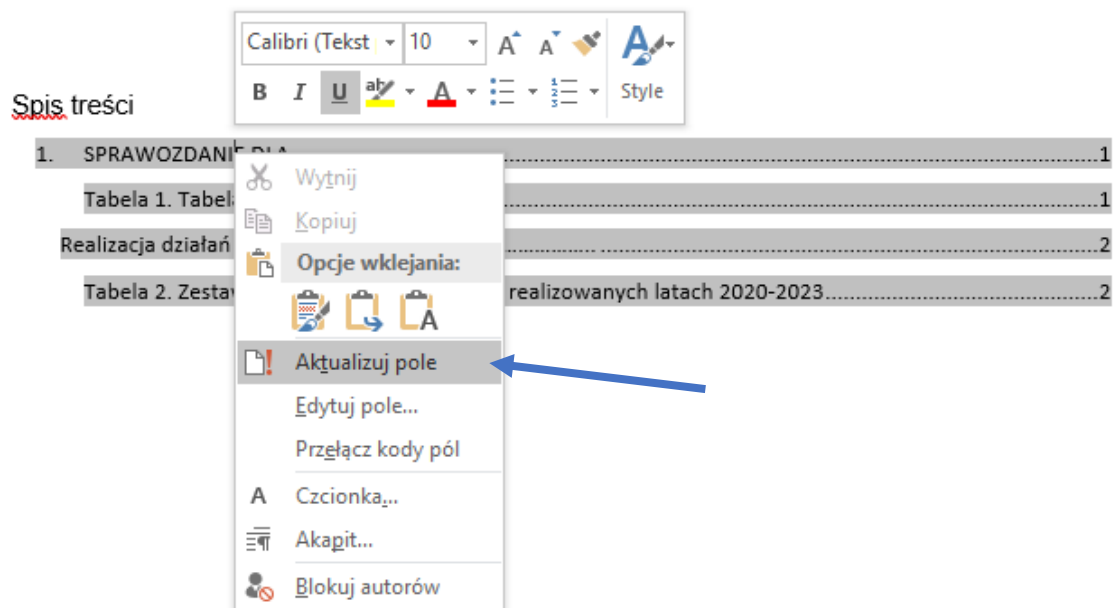 Calibri (Tekst 10 A A
B I U ab A Style
Spis treści
1. SPRAWOZDANIE DLA ........................................................................................................1
Tabela 1. Tabela ........................................................................................................1
Realizacja działań ........................................................................................................2
Tabela 2. realizowanych latach 2020-2023........................................................2
Wytnij
Kopiuj
Opcje wklejania:
A
Aktualizuj pole
Edytuj pole...
Przełącz kody pól
A Czcionka...
Akapit...
Blokuj autorów